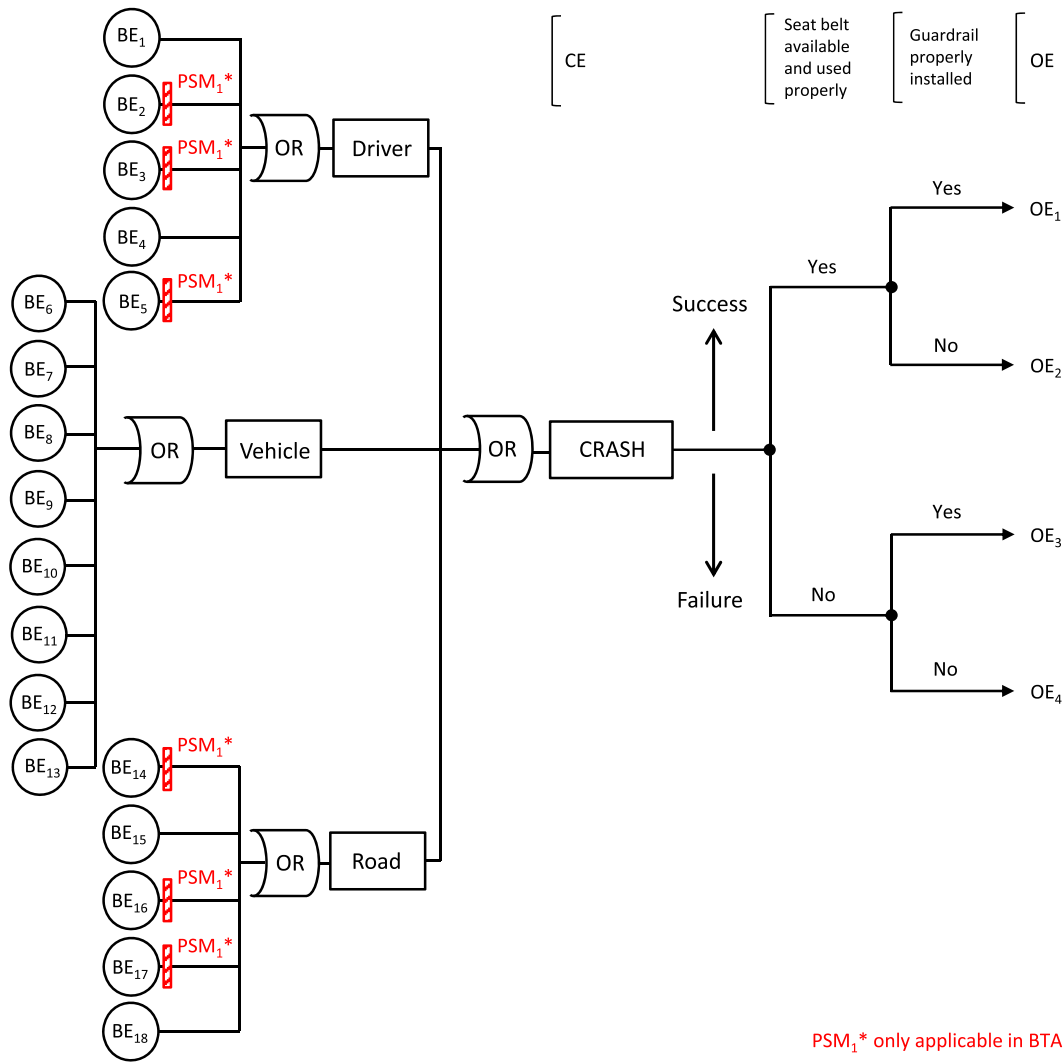 BE₁
PSM₁*
BE₂
PSM₁*
BE₃
BE₄
PSM₁*
BE₅
OR
Driver
BE₆
BE₇
BE₈
BE₉
BE₁₀
BE₁₁
BE₁₂
BE₁₃
OR
Vehicle
PSM₁*
BE₁₄
BE₁₅
PSM₁*
BE₁₆
PSM₁*
BE₁₇
BE₁₈
OR
Road
OR
CRASH
CE
Seat belt
available
and used
properly
Guardrail
properly
installed
OE
Success
Failure
Yes
No
Yes
No
Yes
No
OE₁
OE₂
OE₃
OE₄
PSM₁* only applicable in BTA